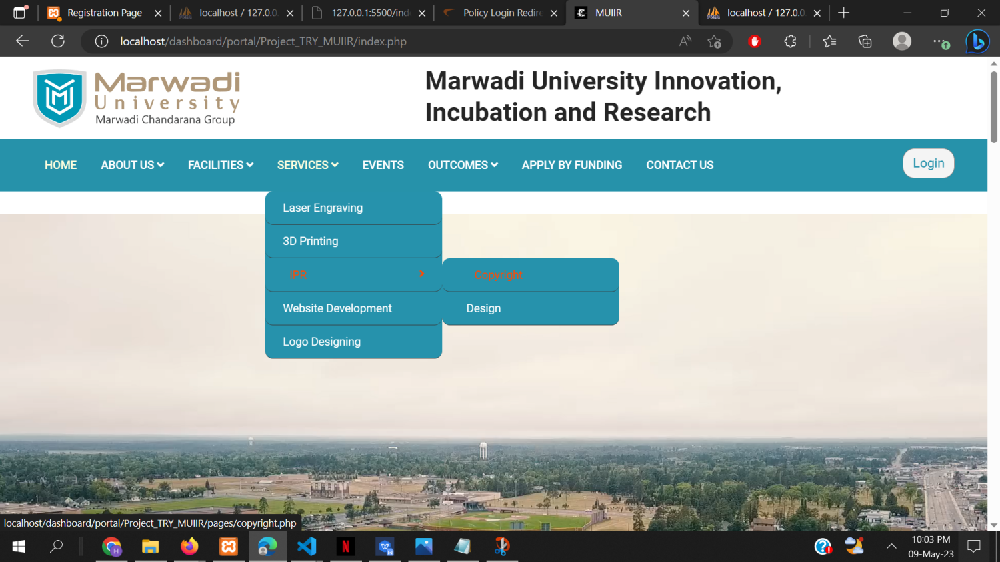 Registration Page
localhost / 127.0.0.
127.0.0.1:5500/ind
Policy Login Redire
MUIIR
localhost / 127.0.0.
localhost/dashboard/portal/Project_TRY_MUIIR/index.php
Marwadi
University
Marwadi Chandarana Group
Marwadi University Innovation,
Incubation and Research
HOME ABOUT US FACILITIES SERVICES EVENTS OUTCOMES APPLY BY FUNDING CONTACT US Login
Laser Engraving
3D Printing
IPR
Copyright
Website Development
Design
Logo Designing
localhost/dashboard/portal/Project_TRY_MUIIR/pages/copyright.php
10:03 PM
09-May-23